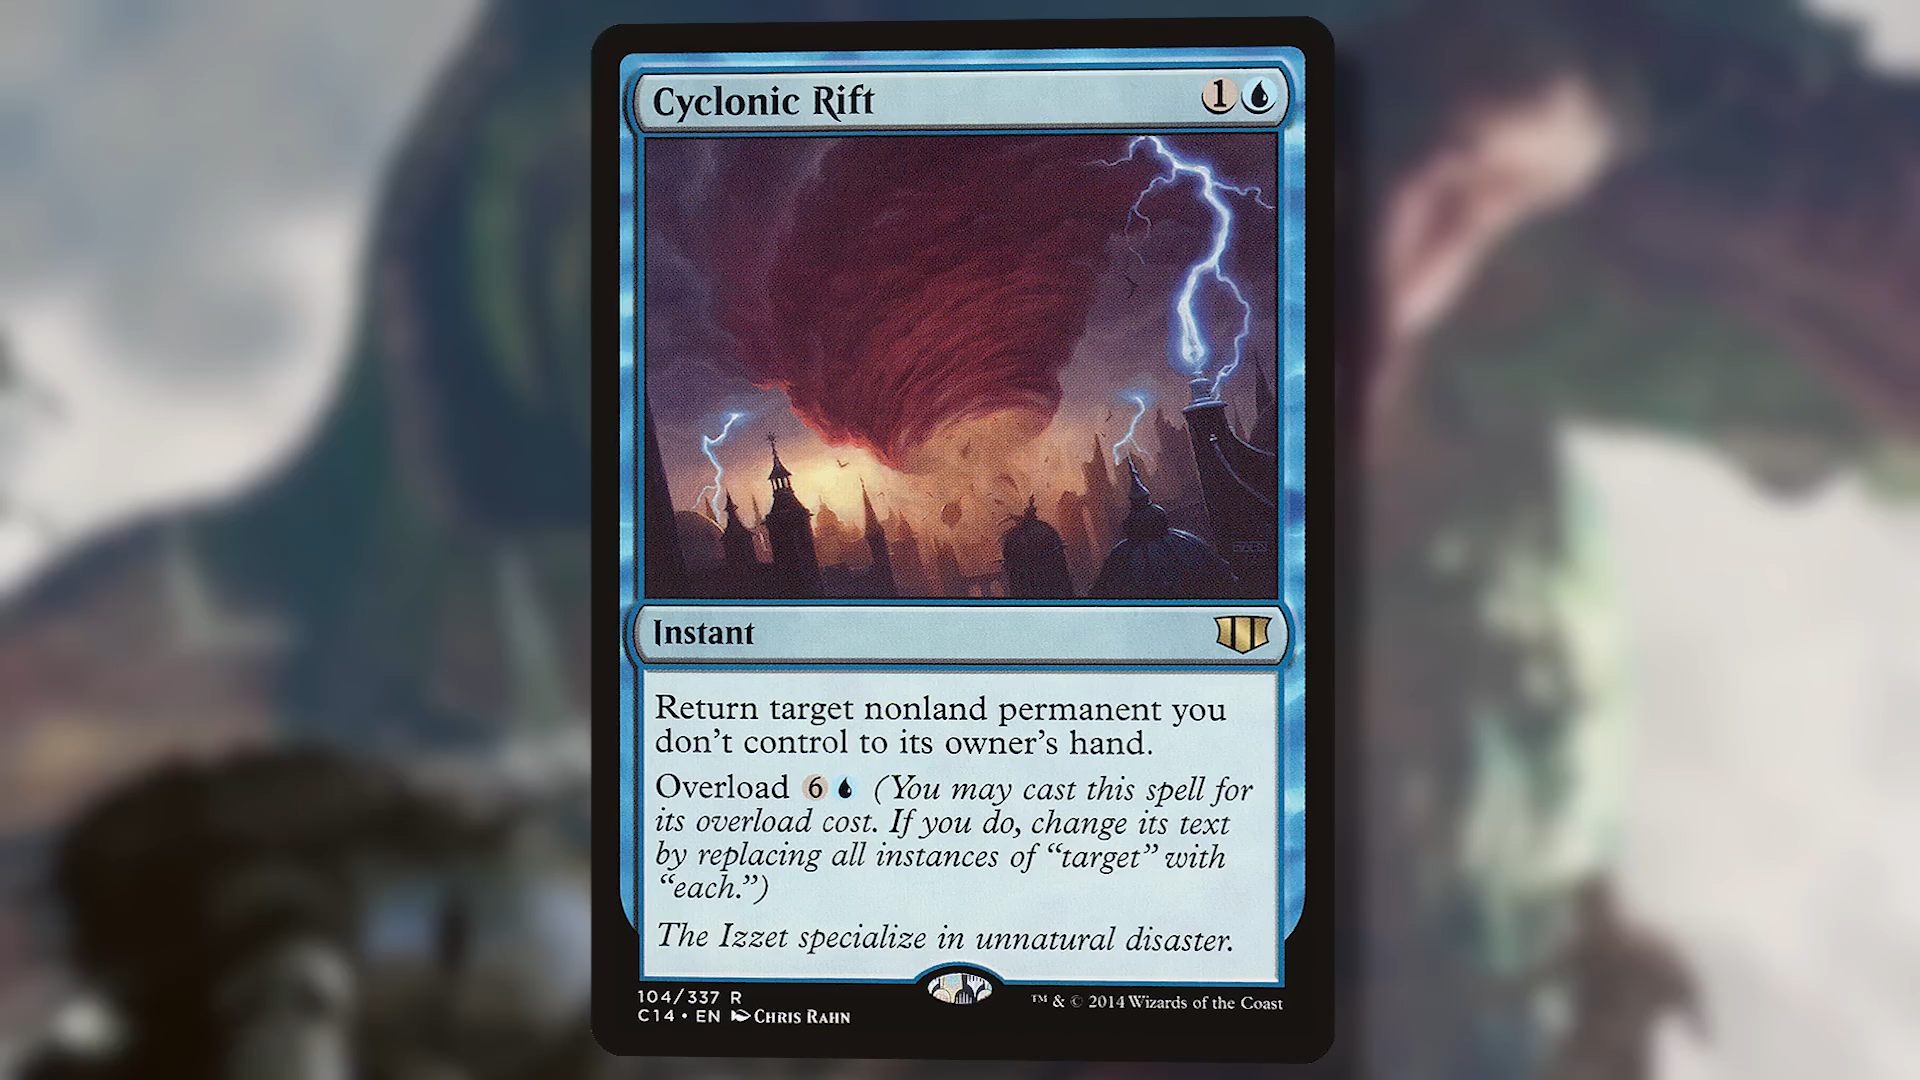 Cyclonic Rift 1
Instant
Return target nonland permanent you
don't control to its owner's hand.
Overload 6 (You may cast this spell for
its overload cost. If you do, change its text
by replacing all instances of “target” with
“each.”)
The Izzet specialize in unnatural disaster.
104/337 R
C14 • EN Chris Rahn
™ & © 2014 Wizards of the Coast